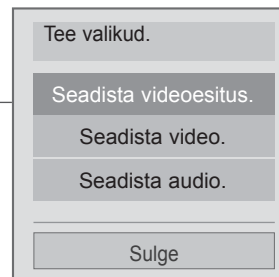 Tee valikud.
Seadista videoesitus.
Seadista video.
Seadista audio.
Sulge